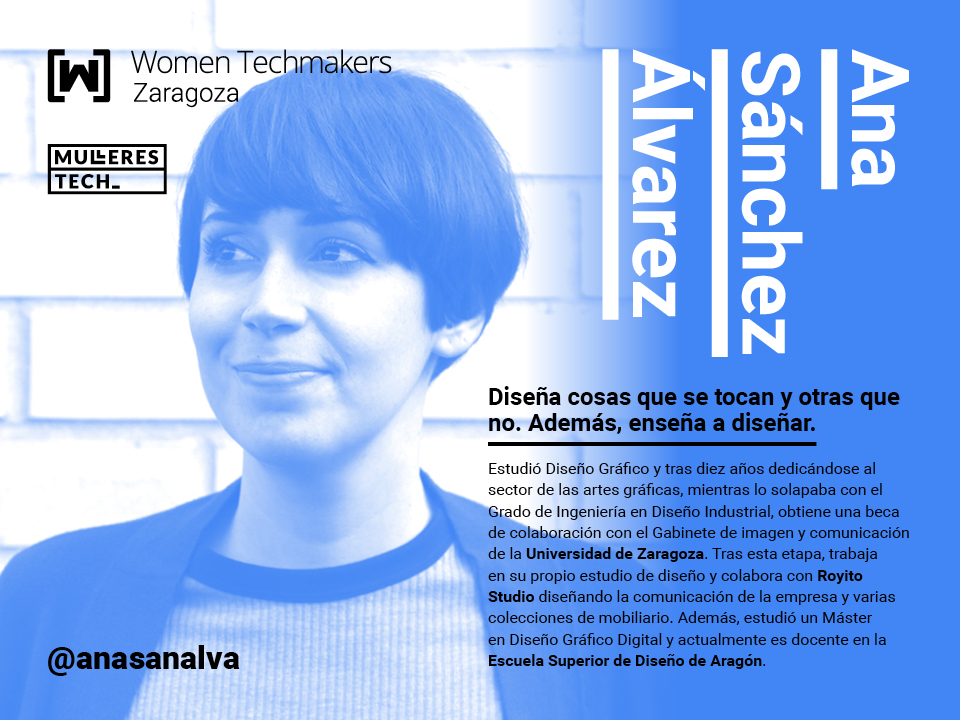 Women Techmakers
Zaragoza
MULLERES
TECH_
Ana
Sánchez
Álvarez
Diseña cosas que se tocan y otras que
no. Además, enseña a diseñar.
Estudió Diseño Gráfico y tras diez años dedicándose al
sector de las artes gráficas, mientras lo solapaba con el
Grado de Ingeniería en Diseño Industrial, obtiene una beca
de colaboración con el Gabinete de imagen y comunicación
de la Universidad de Zaragoza. Tras esta etapa, trabaja
en su propio estudio de diseño y colabora con Royito
Studio diseñando la comunicación de la empresa y varias
colecciones de mobiliario. Además, estudió un Máster
en Diseño Gráfico Digital y actualmente es docente en la
Escuela Superior de Diseño de Aragón.
@anasanalva